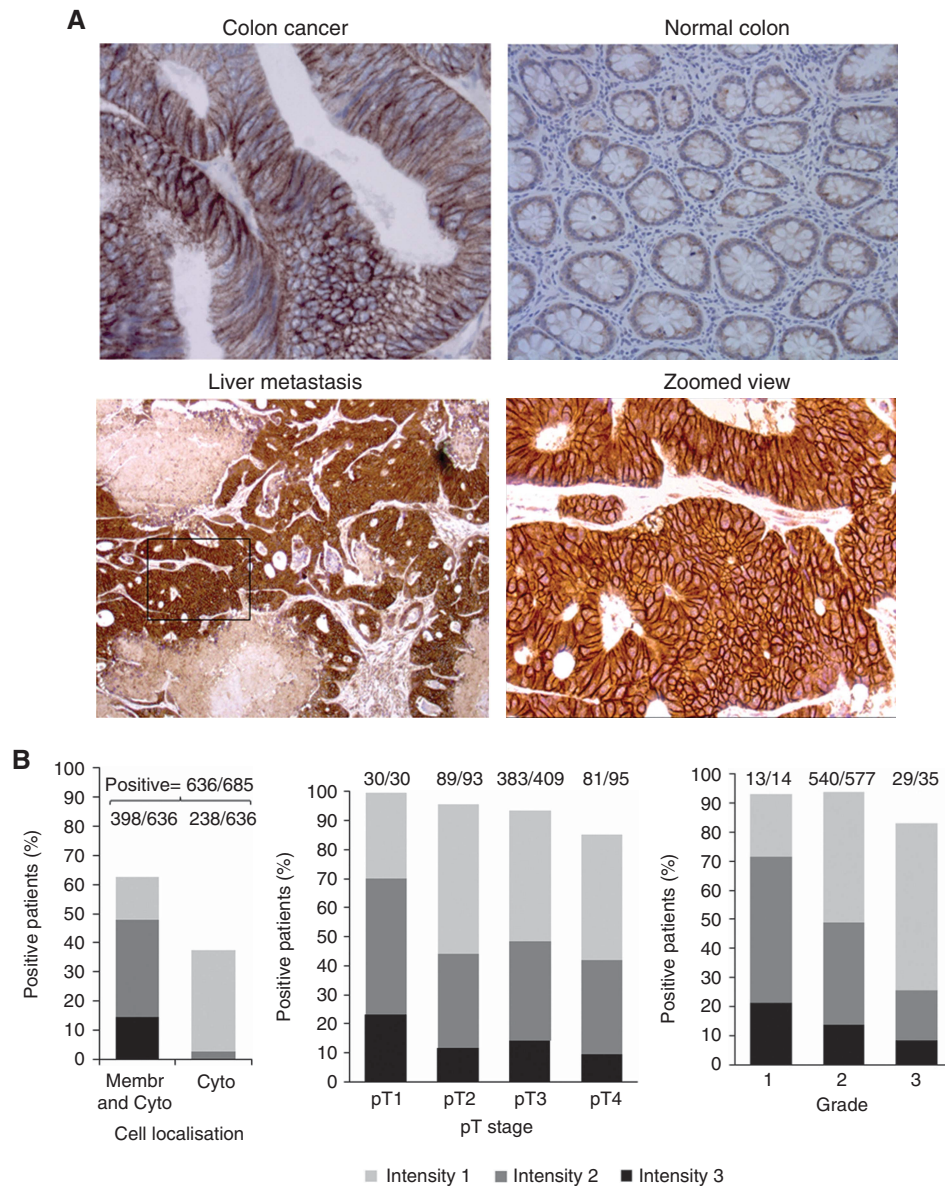 A
Colon cancer
Normal colon
Liver metastasis
Zoomed view
B
Positive patients (%)
100
90
80
70
60
50
40
30
20
10
0
Positive= 636/685
398/636
238/636
Membr
and Cyto
Cyto
Cell localisation
Positive patients (%)
100
90
80
70
60
50
40
30
20
10
0
30/30
89/93
383/409
81/95
pT1
pT2
pT3
pT4
pT stage
Positive patients (%)
100
90
80
70
60
50
40
30
20
10
0
13/14
540/577
29/35
1
2
3
Grade
Intensity 1
Intensity 2
Intensity 3